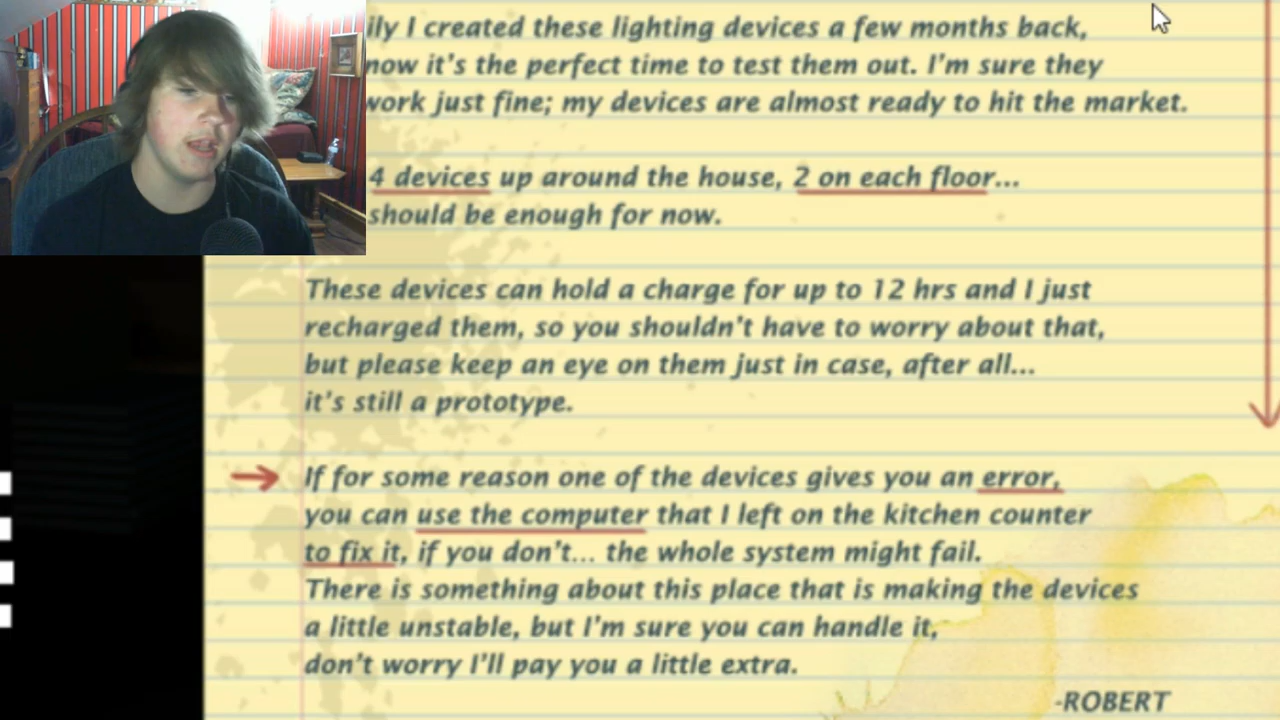 ily I created these lighting devices a few months back,
now it's the perfect time to test them out. I'm sure they
work just fine; my devices are almost ready to hit the market.
4 devices up around the house, 2 on each floor...
should be enough for now.
These devices can hold a charge for up to 12 hrs and I just
recharged them, so you shouldn't have to worry about that,
but please keep an eye on them just in case, after all...
it's still a prototype.
If for some reason one of the devices gives you an error,
you can use the computer that I left on the kitchen counter
to fix it, if you don't... the whole system might fail.
There is something about this place that is making the devices
a little unstable, but I'm sure you can handle it,
don't worry I'll pay you a little extra.
-ROBERT